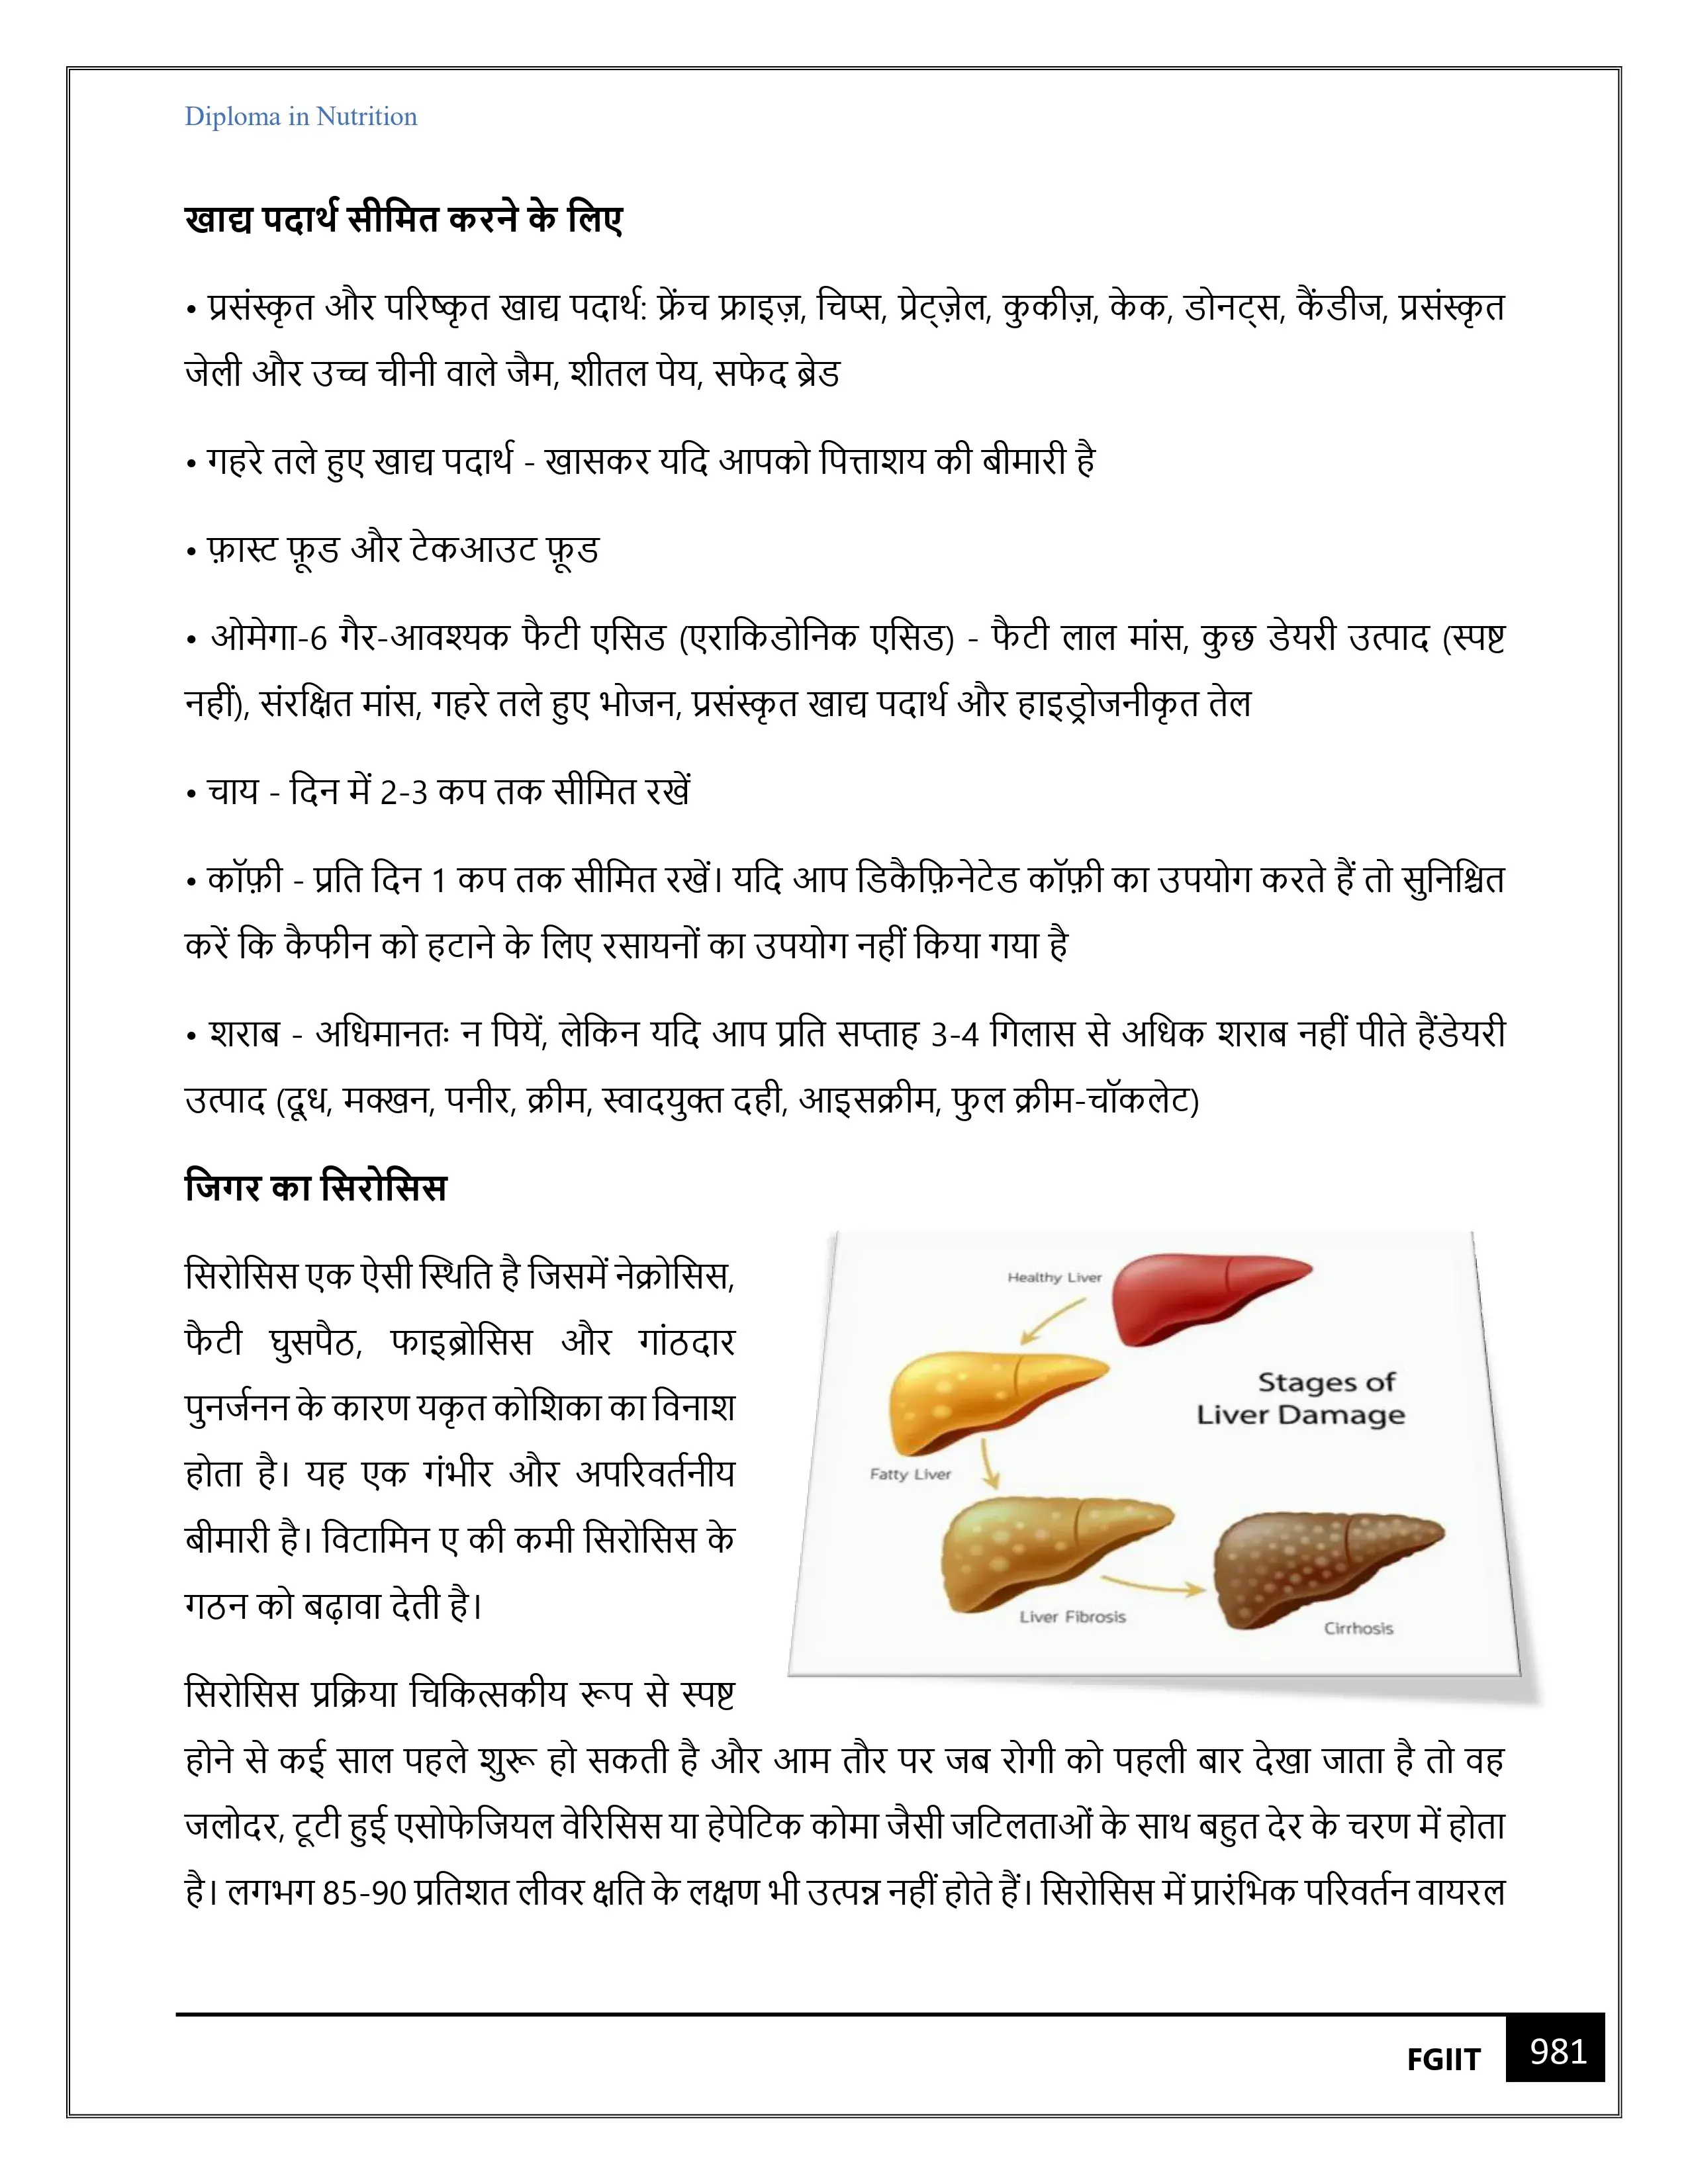 Diploma in Nutrition
खाद्य पदार्थ सीमित करने के लिए
• प्रसंस्कृत और परिष्कृत खाद्य पदार्थ: फ्रेंच फ्राइज़, चिप्स, प्रेट्ज़ेल, कुकीज़, केक, डोनट्स, कैंडीज, प्रसंस्कृत
जेली और उच्च चीनी वाले जैम, शीतल पेय, सफेद ब्रेड
• गहरे तले हुए खाद्य पदार्थ - खासकर यदि आपको पित्ताशय की बीमारी है
• फ़ास्ट फ़ूड और टेकआउट फ़ूड
• ओमेगा-6 गैर-आवश्यक फैटी एसिड (एराकिडोनिक एसिड) - फैटी लाल मांस, कुछ डेयरी उत्पाद (स्पष्ट
नहीं), संरक्षित मांस, गहरे तले हुए भोजन, प्रसंस्कृत खाद्य पदार्थ और हाइड्रोजनीकृत तेल
• चाय - दिन में 2-3 कप तक सीमित रखें
• कॉफ़ी - प्रति दिन 1 कप तक सीमित रखें। यदि आप डिकैफ़िनेटेड कॉफ़ी का उपयोग करते हैं तो सुनिश्चित
करें कि कैफीन को हटाने के लिए रसायनों का उपयोग नहीं किया गया है
• शराब - अधिमानतः न पियें, लेकिन यदि आप प्रति सप्ताह 3-4 गिलास से अधिक शराब नहीं पीते हैंडेयरी
उत्पाद (दूध, मक्खन, पनीर, क्रीम, स्वादयुक्त दही, आइसक्रीम, फुल क्रीम-चॉकलेट)
जिगर का सिरोसिस
सिरोसिस एक ऐसी स्थिति है जिसमें नेक्रोसिस,
फैटी घुसपैठ, फाइब्रोसिस और गांठदार
पुनर्जनन के कारण यकृत कोशिका का विनाश
होता है। यह एक गंभीर और अपरिवर्तनीय
बीमारी है। विटामिन ए की कमी सिरोसिस के
गठन को बढ़ावा देती है।
Healthy Liver
Stages of
Liver Damage
Fatty Liver
Liver Fibrosis
Cirrhosis
सिरोसिस प्रक्रिया चिकित्सकीय रूप से स्पष्ट
होने से कई साल पहले शुरू हो सकती है और आम तौर पर जब रोगी को पहली बार देखा जाता है तो वह
जलोदर, टूटी हुई एसोफेजियल वेरिसिस या हेपेटिक कोमा जैसी जटिलताओं के साथ बहुत देर के चरण में होता
है। लगभग 85-90 प्रतिशत लीवर क्षति के लक्षण भी उत्पन्न नहीं होते हैं। सिरोसिस में प्रारंभिक परिवर्तन वायरल
FGIIT 981